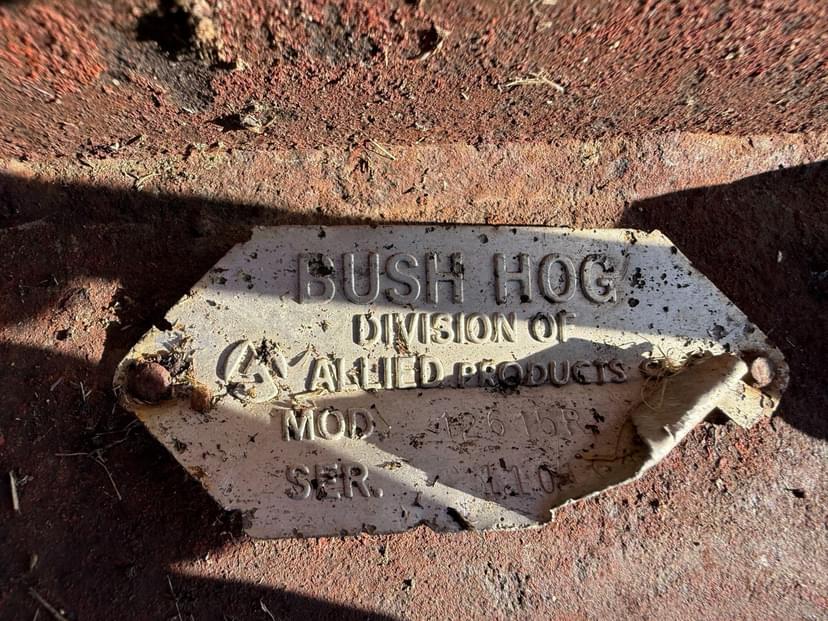 BUSH HOG
DIVISION OF
ALLIED PRODUCTS
MOD.
SER.